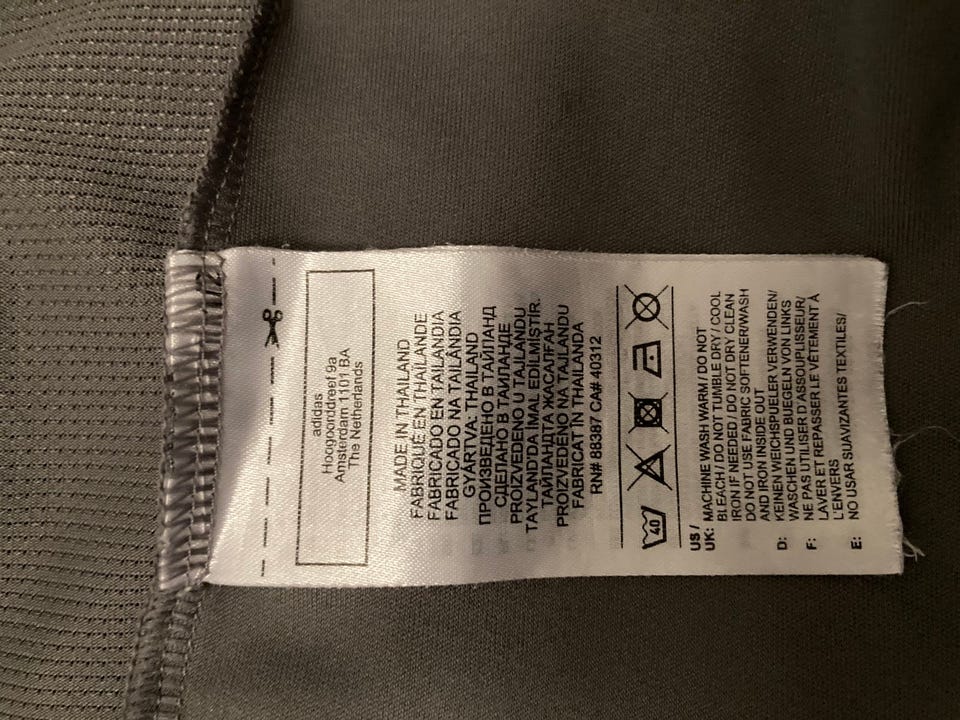 adidas
Hoogoorddreef 9a
Amsterdam 1101 BA
The Netherlands
MADE IN THAILAND
FABRIQUÉ EN THAÏLANDE
FABRICADO EN TAILANDIA
FABRICADO NA TAILÂNDIA
GYÁRTVA: THAILAND
ПРОИЗВЕДЕНО В ТАЙЛАНД
СДЕЛАНО В ТАИЛАНДЕ
PROIZVEDENO U TAJLANDU
TAYLAND'DA İMAL EDİLMİŞTİR.
ТАЙЛАНДТА ЖАСАЛҒАН
PROIZVEDENO NA TAJLANDU
FABRICAT ÎN THAILANDA
RN# 88387 CA# 40312
40
US /
UK: MACHINE WASH WARM / DO NOT
BLEACH / DO NOT TUMBLE DRY / COOL
IRON IF NEEDED / DO NOT DRY CLEAN
DO NOT USE FABRIC SOFTENER/WASH
AND IRON INSIDE OUT
D: KEINEN WEICHSPUELER VERWENDEN/
WASCHEN UND BUEGELN VON LINKS
F: NE PAS UTILISER D'ASSOUPLISSEUR/
LAVER ET REPASSER LE VÊTEMENT À
L'ENVERS
E: NO USAR SUAVIZANTES TEXTILES/